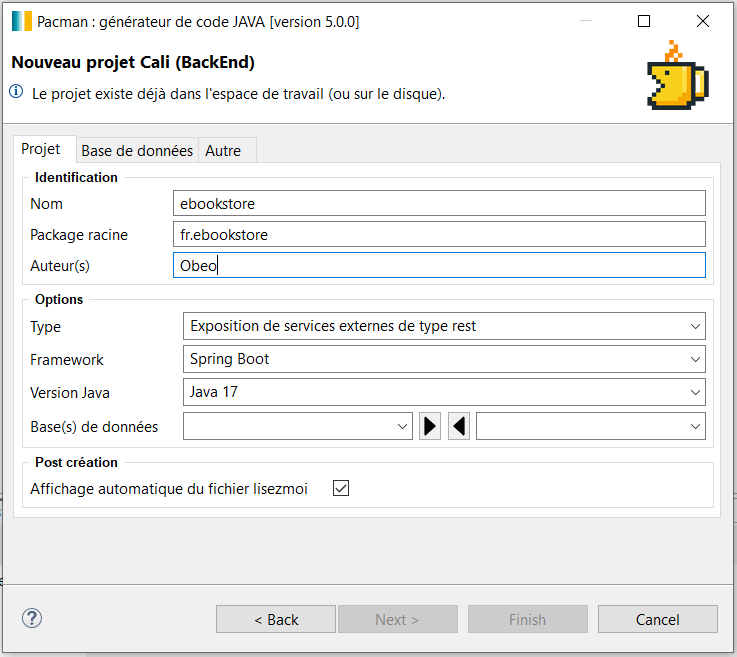 Pacman : générateur de code JAVA [version 5.0.0]
Nouveau projet Cali (BackEnd)
Le projet existe déjà dans l'espace de travail (ou sur le disque).
Projet Base de données Autre
Identification
Nom ebookstore
Package racine fr.ebookstore
Auteur(s) Obeo
Options
Type Exposition de services externes de type rest
Framework Spring Boot
Version Java Java 17
Base(s) de données
Post création
Affichage automatique du fichier lisezmoi
< Back Next > Finish Cancel